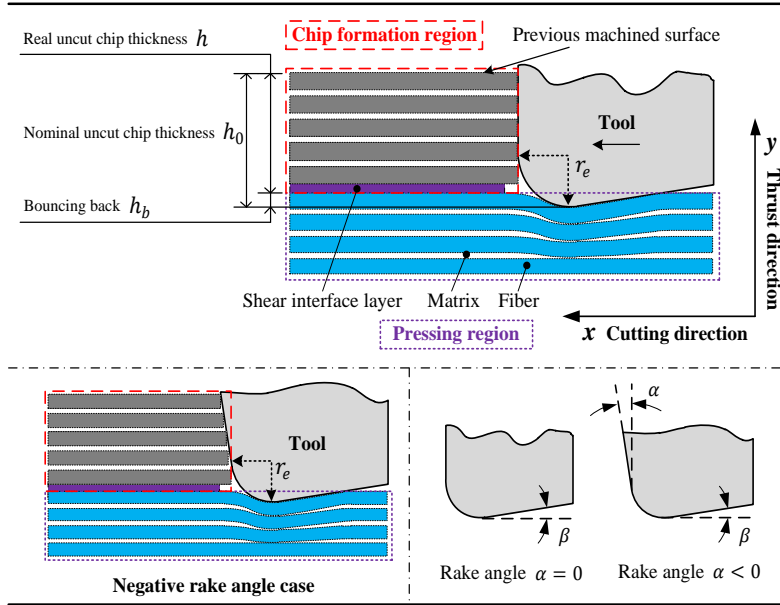 Real uncut chip thickness h
Chip formation region
Previous machined surface
Nominal uncut chip thickness h₀
Tool
rₑ
y
Thrust direction
Bouncing back h_b
Shear interface layer
Matrix
Fiber
Pressing region
x Cutting direction
Tool
rₑ
Negative rake angle case
α
β
β
Rake angle α = 0
Rake angle α < 0